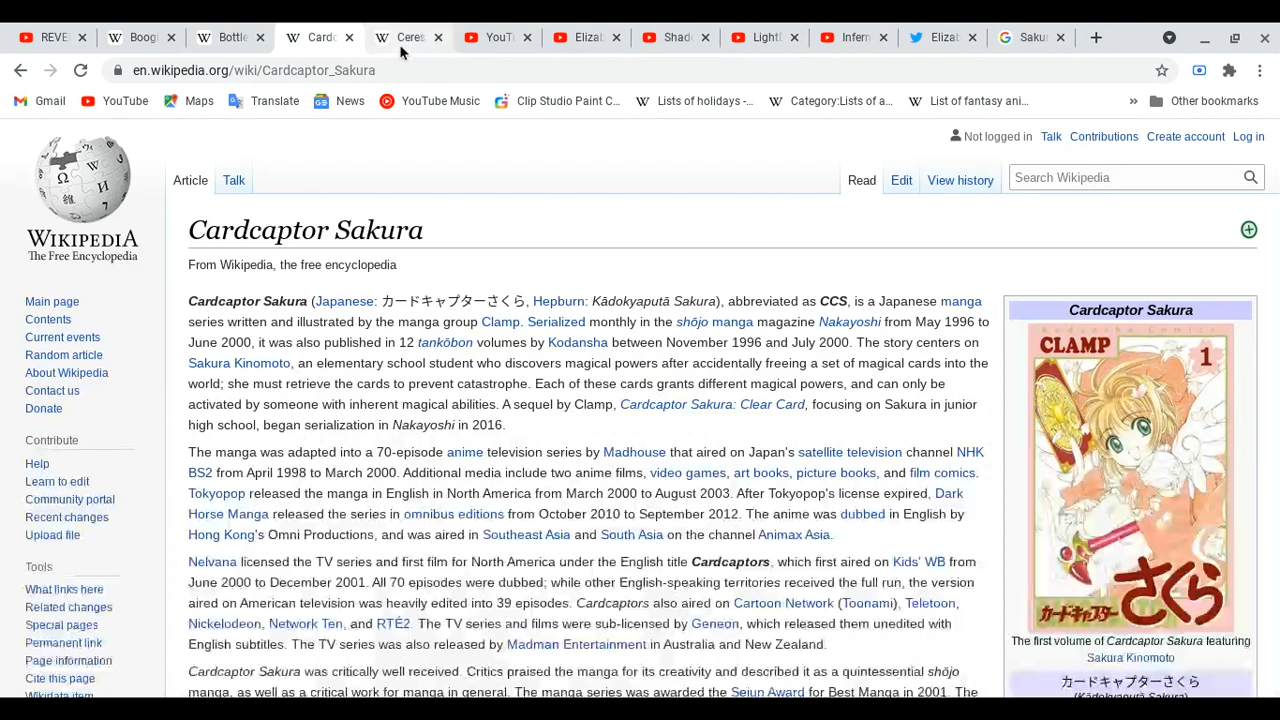 REVE
Boogi
Bottle
Cardc
Ceres,
YouTu
Elizab
Shad
LightD
Infern
Elizab
Sakur
en.wikipedia.org/wiki/Cardcaptor_Sakura
Gmail YouTube Maps Translate News YouTube Music Clip Studio Paint C... Lists of holidays -... Category:Lists of a... List of fantasy ani... » Other bookmarks
Not logged in Talk Contributions Create account Log in
Article Talk Read Edit View history Search Wikipedia
WIKIPEDIA
The Free Encyclopedia
Main page
Contents
Current events
Random article
About Wikipedia
Contact us
Donate
Contribute
Help
Learn to edit
Community portal
Recent changes
Upload file
Tools
What links here
Related changes
Special pages
Permanent link
Page information
Cite this page
Wikidata item
Cardcaptor Sakura
From Wikipedia, the free encyclopedia
Cardcaptor Sakura (Japanese: カードキャプターさくら, Hepburn: Kādokyaputā Sakura), abbreviated as CCS, is a Japanese manga
series written and illustrated by the manga group Clamp. Serialized monthly in the shōjo manga magazine Nakayoshi from May 1996 to
June 2000, it was also published in 12 tankōbon volumes by Kodansha between November 1996 and July 2000. The story centers on
Sakura Kinomoto, an elementary school student who discovers magical powers after accidentally freeing a set of magical cards into the
world; she must retrieve the cards to prevent catastrophe. Each of these cards grants different magical powers, and can only be
activated by someone with inherent magical abilities. A sequel by Clamp, Cardcaptor Sakura: Clear Card, focusing on Sakura in junior
high school, began serialization in Nakayoshi in 2016.
The manga was adapted into a 70-episode anime television series by Madhouse that aired on Japan's satellite television channel NHK
BS2 from April 1998 to March 2000. Additional media include two anime films, video games, art books, picture books, and film comics.
Tokyopop released the manga in English in North America from March 2000 to August 2003. After Tokyopop's license expired, Dark
Horse Manga released the series in omnibus editions from October 2010 to September 2012. The anime was dubbed in English by
Hong Kong's Omni Productions, and was aired in Southeast Asia and South Asia on the channel Animax Asia.
Nelvana licensed the TV series and first film for North America under the English title Cardcaptors, which first aired on Kids' WB from
June 2000 to December 2001. All 70 episodes were dubbed; while other English-speaking territories received the full run, the version
aired on American television was heavily edited into 39 episodes. Cardcaptors also aired on Cartoon Network (Toonami), Teletoon,
Nickelodeon, Network Ten, and RTÉ2. The TV series and films were sub-licensed by Geneon, which released them unedited with
English subtitles. The TV series was also released by Madman Entertainment in Australia and New Zealand.
Cardcaptor Sakura was critically well received. Critics praised the manga for its creativity and described it as a quintessential shōjo
manga, as well as a critical work for manga in general. The manga series was awarded the Seiun Award for Best Manga in 2001. The
Cardcaptor Sakura
CLAMP
1
カードキャプター
さくら
The first volume of Cardcaptor Sakura featuring
Sakura Kinomoto
カードキャプターさくら
(Kādokyaputā Sakura)